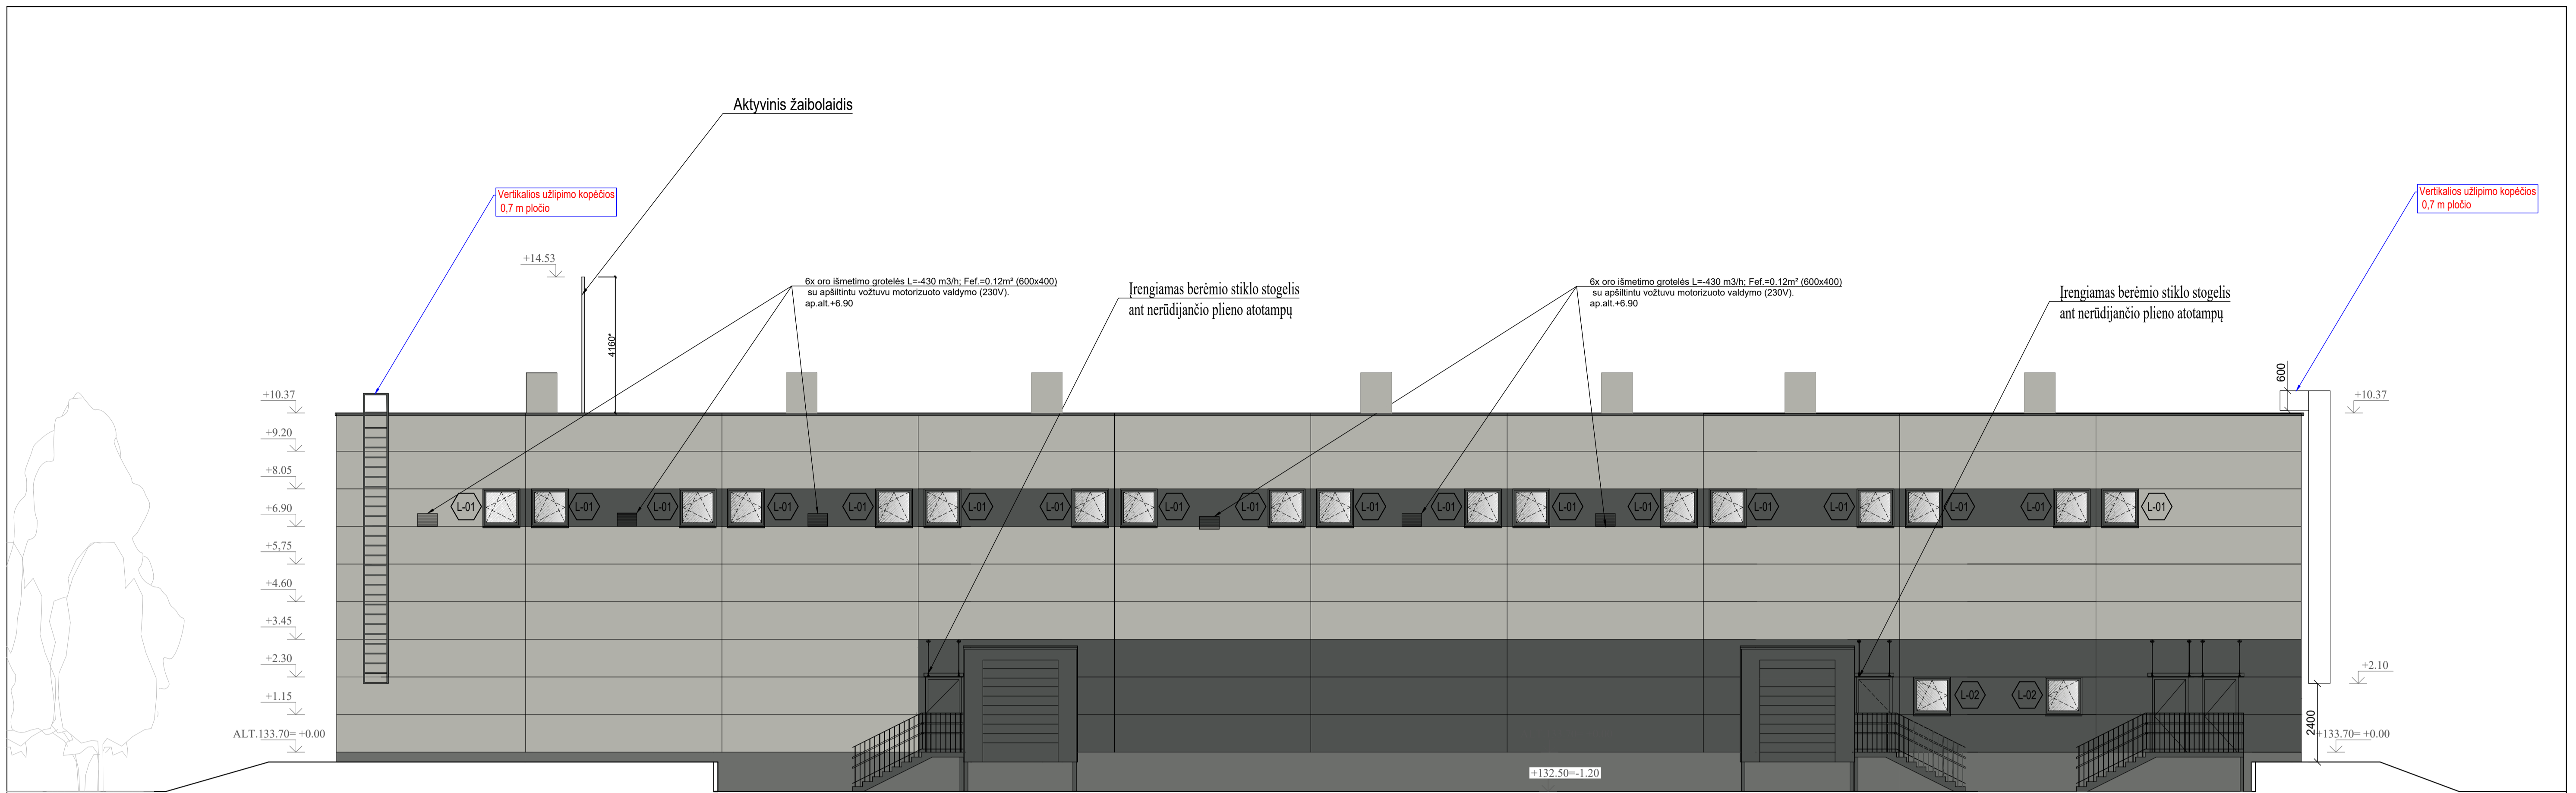 Aktyvinis žaibolaidis
Vertikalios užlipimo kopėčios
0,7 m pločio
Vertikalios užlipimo kopėčios
0,7 m pločio
+14.53
4160*
6x oro išmetimo grotelės L=-430 m3/h; Fef.=0.12m² (600x400)
su apšiltintu vožtuvu motorizuoto valdymo (230V).
ap.alt.+6.90
Įrengiamas berėmio stiklo stogelis
ant nerūdijančio plieno atotampų
6x oro išmetimo grotelės L=-430 m3/h; Fef.=0.12m² (600x400)
su apšiltintu vožtuvu motorizuoto valdymo (230V).
ap.alt.+6.90
Įrengiamas berėmio stiklo stogelis
ant nerūdijančio plieno atotampų
600
+10.37
+10.37
+9.20
+8.05
L-01 L-01 L-01 L-01 L-01 L-01 L-01 L-01 L-01 L-01 L-01 L-01 L-01 L-01 L-01 L-01 L-01 L-01
+6.90
+5.75
+4.60
+3.45
+2.30
+2.10
+1.15
L-02 L-02
2400
ALT.133.70= +0.00
+133.70= +0.00
+132.50=-1.20